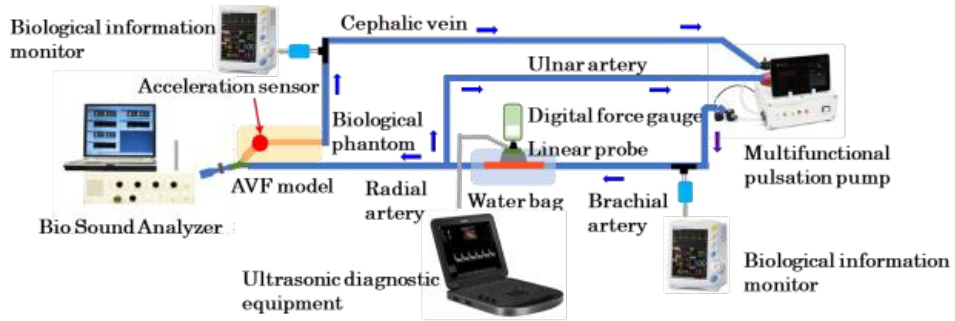 Cephalic vein
Biological information
monitor
Ulnar artery
Acceleration sensor
Biological
phantom
Digital force gauge
Linear probe
Multifunctional
pulsation pump
AVF model
Radial
artery
Water bag
Brachial
artery
Bio Sound Analyzer
Ultrasonic diagnostic
equipment
Biological information
monitor